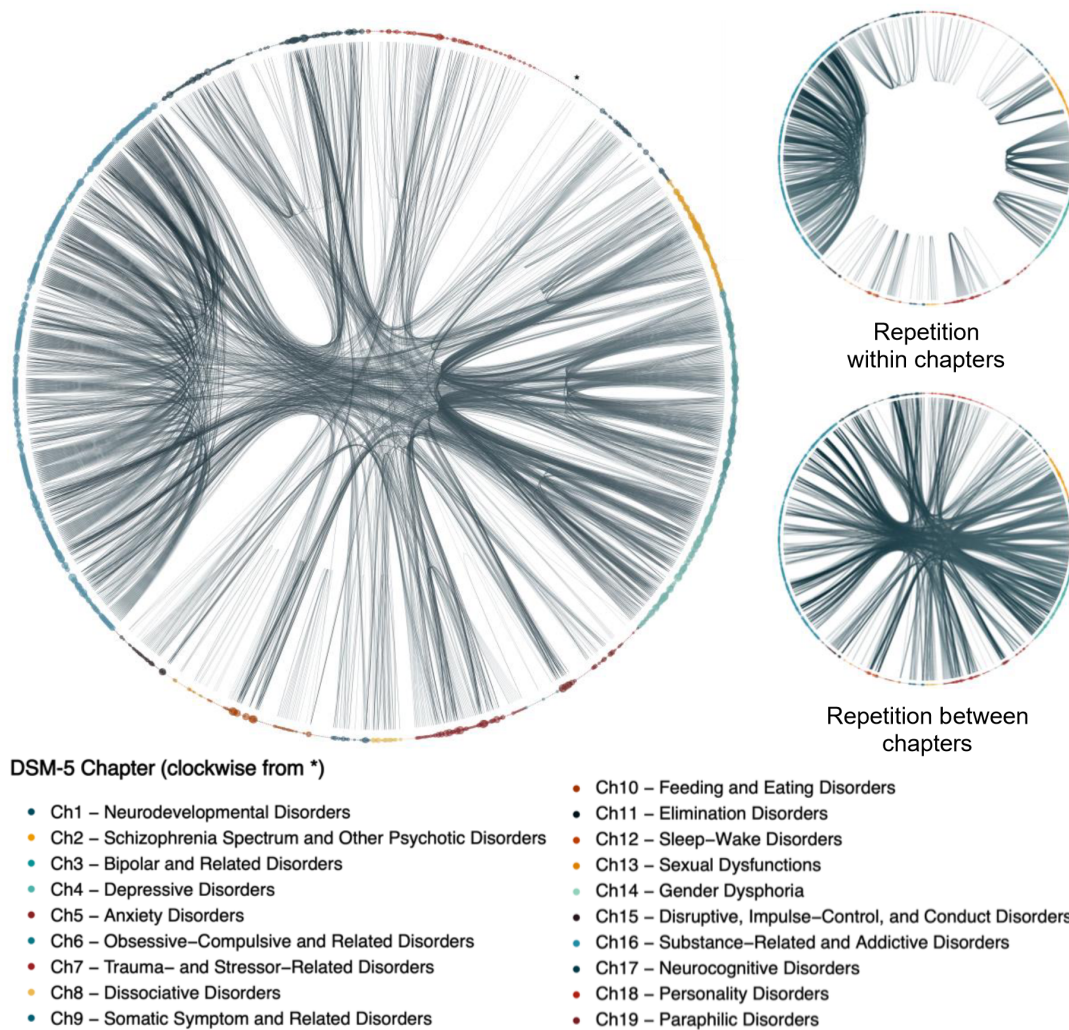 *
Repetition
within chapters
Repetition between
chapters
DSM-5 Chapter (clockwise from *)
Ch1 – Neurodevelopmental Disorders
Ch2 – Schizophrenia Spectrum and Other Psychotic Disorders
Ch3 – Bipolar and Related Disorders
Ch4 – Depressive Disorders
Ch5 – Anxiety Disorders
Ch6 – Obsessive–Compulsive and Related Disorders
Ch7 – Trauma– and Stressor–Related Disorders
Ch8 – Dissociative Disorders
Ch9 – Somatic Symptom and Related Disorders
Ch10 – Feeding and Eating Disorders
Ch11 – Elimination Disorders
Ch12 – Sleep–Wake Disorders
Ch13 – Sexual Dysfunctions
Ch14 – Gender Dysphoria
Ch15 – Disruptive, Impulse–Control, and Conduct Disorders
Ch16 – Substance–Related and Addictive Disorders
Ch17 – Neurocognitive Disorders
Ch18 – Personality Disorders
Ch19 – Paraphilic Disorders